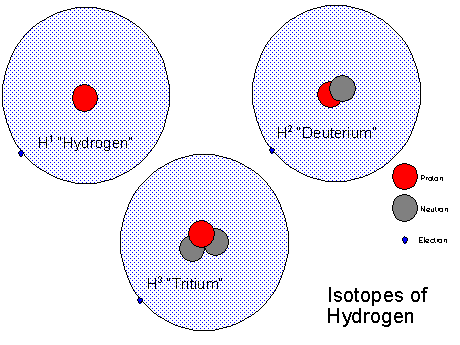 H¹ "Hydrogen"
H² "Deuterium"
H³ "Tritium"
Proton
Neutron
Electron
Isotopes of
Hydrogen